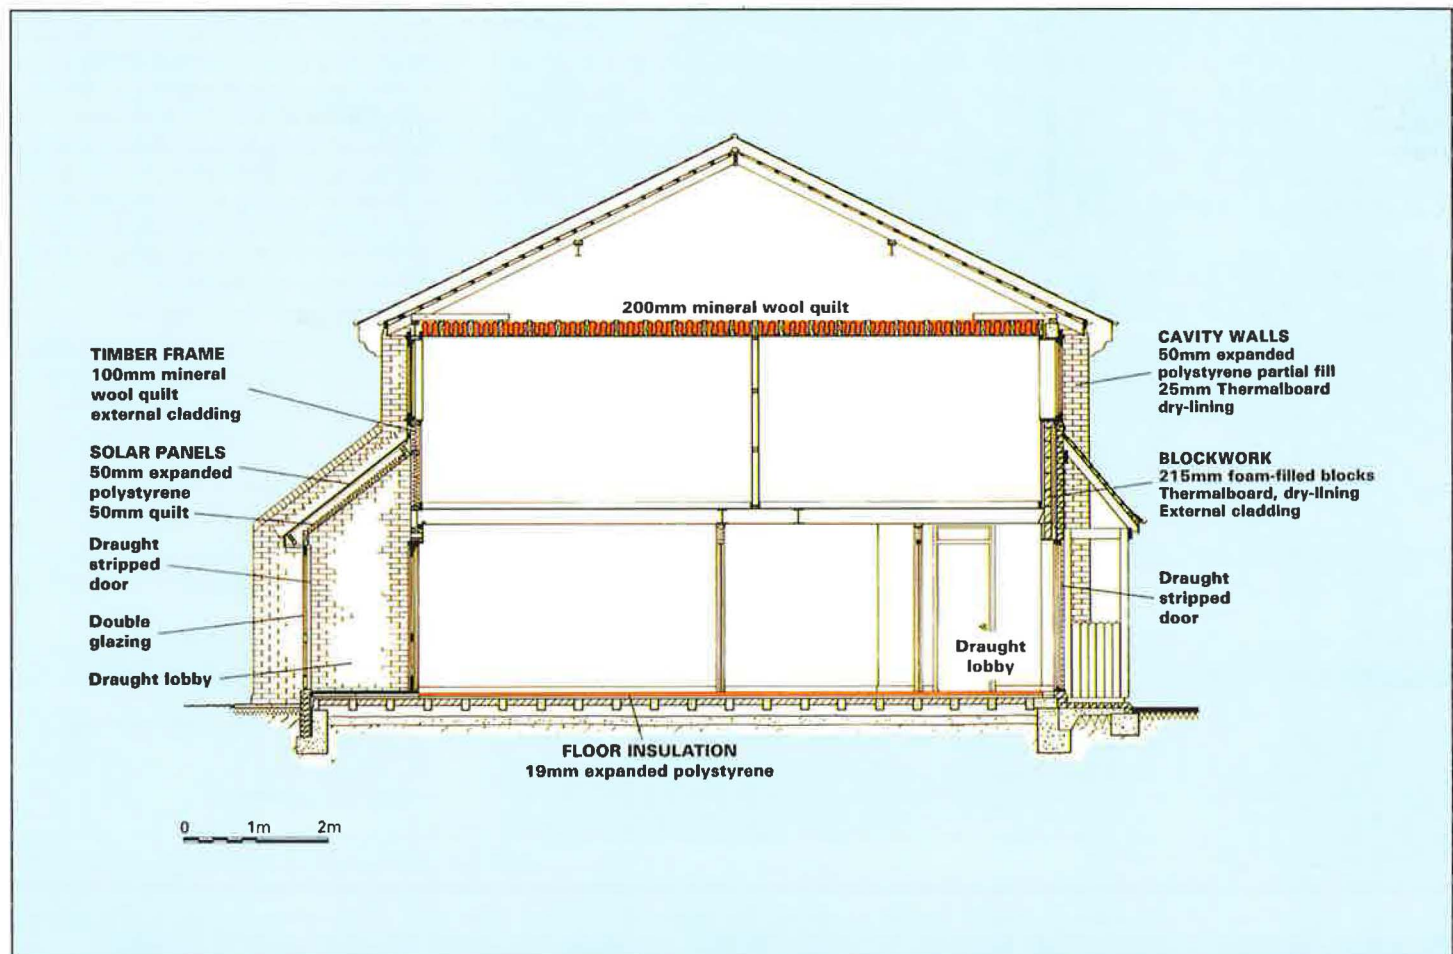 200mm mineral wool quilt
TIMBER FRAME
100mm mineral
wool quilt
external cladding
SOLAR PANELS
50mm expanded
polystyrene
50mm quilt
Draught
stripped
door
Double
glazing
Draught lobby
CAVITY WALLS
50mm expanded
polystyrene partial fill
25mm Thermalboard
dry-lining
BLOCKWORK
215mm foam-filled blocks
Thermalboard, dry-lining
External cladding
Draught
stripped
door
Draught
lobby
FLOOR INSULATION
19mm expanded polystyrene
0 1m 2m